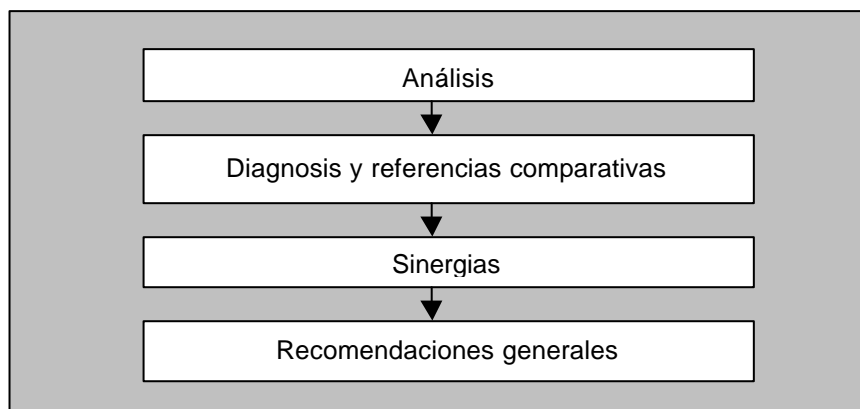 Análisis
Diagnosis y referencias comparativas
Sinergias
Recomendaciones generales